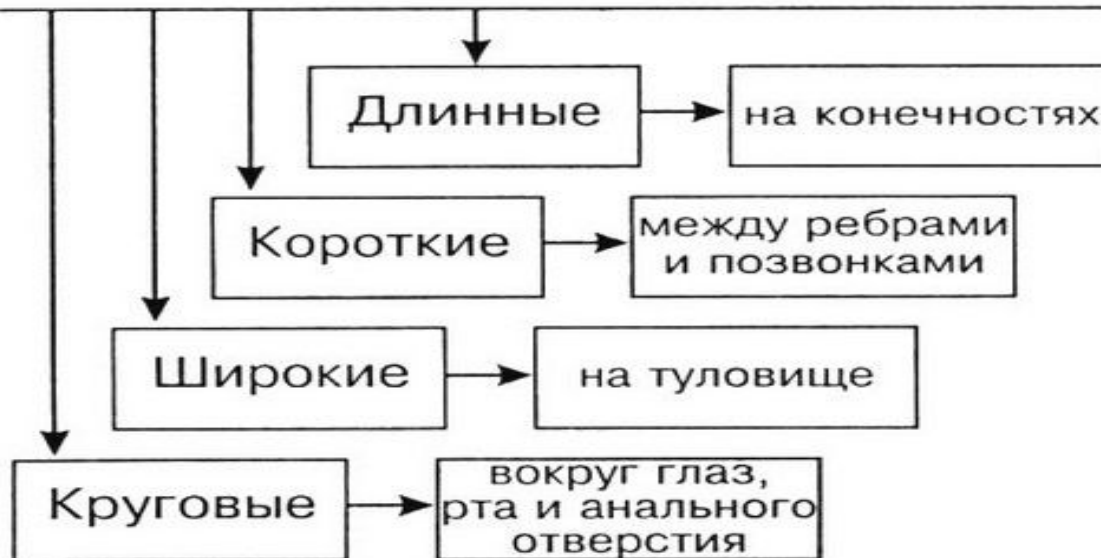 Длинные
на конечностях
Короткие
между ребрами
и позвонками
Широкие
на туловище
Круговые
вокруг глаз,
рта и анального
отверстия